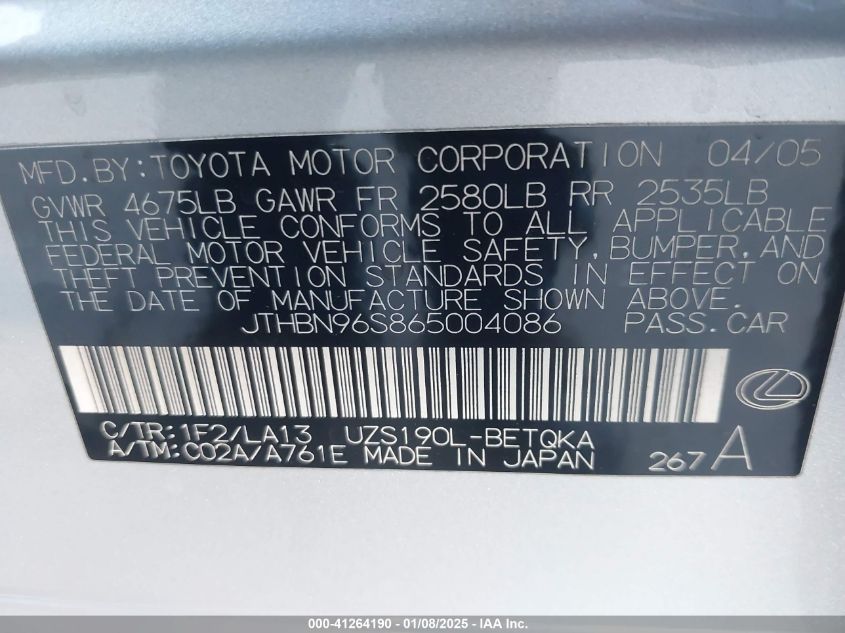 MFD.BY:TOYOTA MOTOR CORPORATION 04/05
GVWR 4675LB GAWR FR 2580LB RR 2535LB
THIS VEHICLE CONFORMS TO ALL APPLICABLE
FEDERAL MOTOR VEHICLE SAFETY,BUMPER,AND
THEFT PREVENTION STANDARDS IN EFFECT ON
THE DATE OF MANUFACTURE SHOWN ABOVE.
JTHBN96S865004086 PASS.CAR
C/TR:1F2/LA13 UZS190L-BETQKA
A/TM:C02A/A761E MADE IN JAPAN 267A
000-41264190 - 01/08/2025 - IAA Inc.